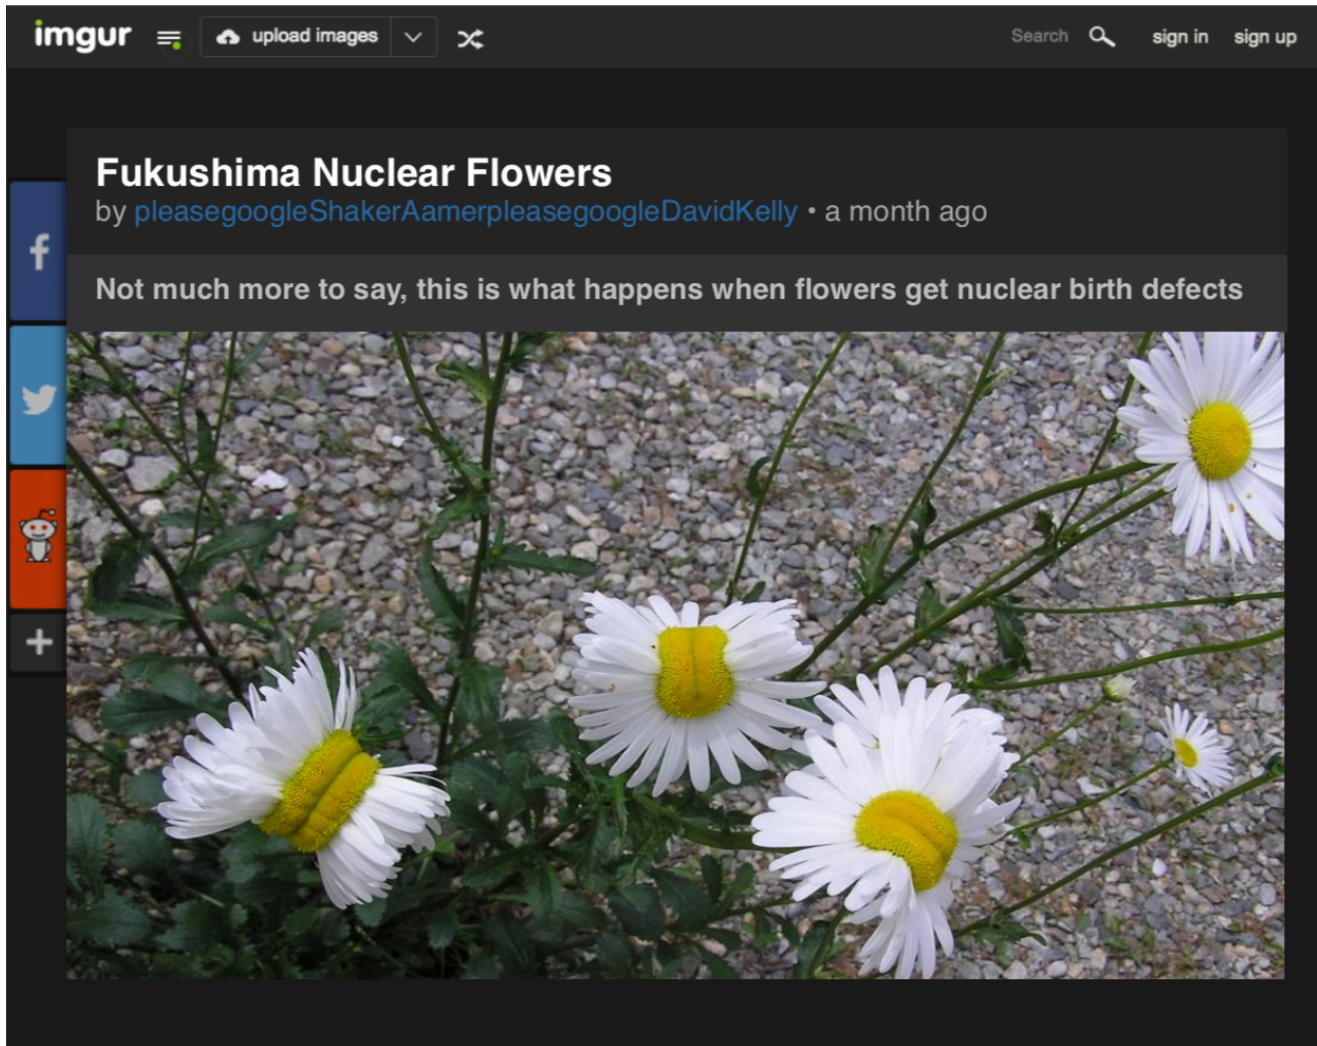 imgur
upload images
Search
sign in
sign up
Fukushima Nuclear Flowers
by pleasegoogleShakerAamerpleasegoogleDavidKelly • a month ago
Not much more to say, this is what happens when flowers get nuclear birth defects